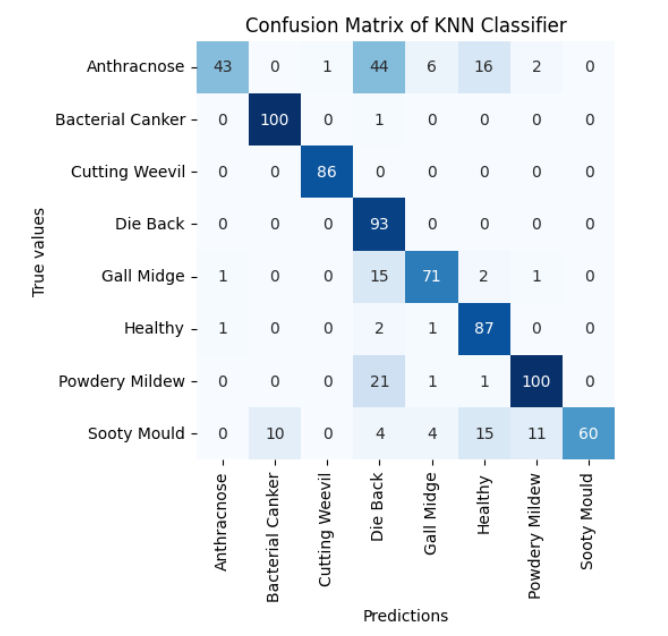 Confusion Matrix of KNN Classifier
Anthracnose 43 0 1 44 6 16 2 0
Bacterial Canker 0 100 0 1 0 0 0 0
Cutting Weevil 0 0 86 0 0 0 0 0
Die Back 0 0 0 93 0 0 0 0
Gall Midge 1 0 0 15 71 2 1 0
Healthy 1 0 0 2 1 87 0 0
Powdery Mildew 0 0 0 21 1 1 100 0
Sooty Mould 0 10 0 4 4 15 11 60
True values
Anthracnose
Bacterial Canker
Cutting Weevil
Die Back
Gall Midge
Healthy
Powdery Mildew
Sooty Mould
Predictions